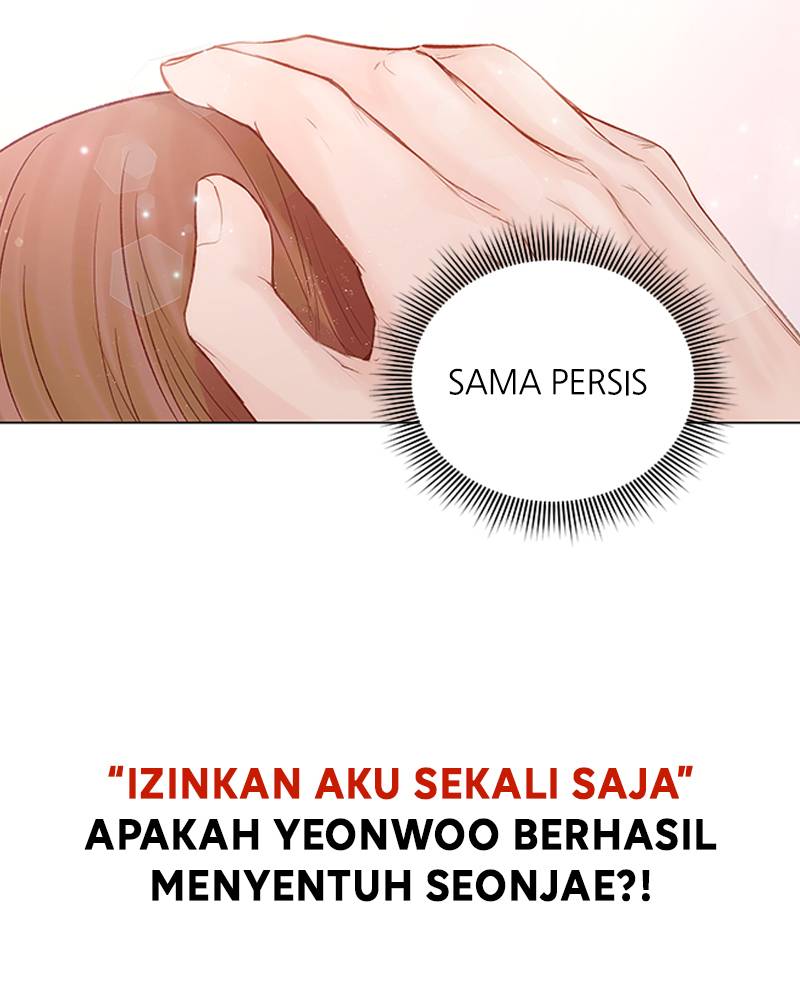 SAMA PERSIS
“IZINKAN AKU SEKALI SAJA”
APAKAH YEONWOO BERHASIL
MENYENTUH SEONJAE?!